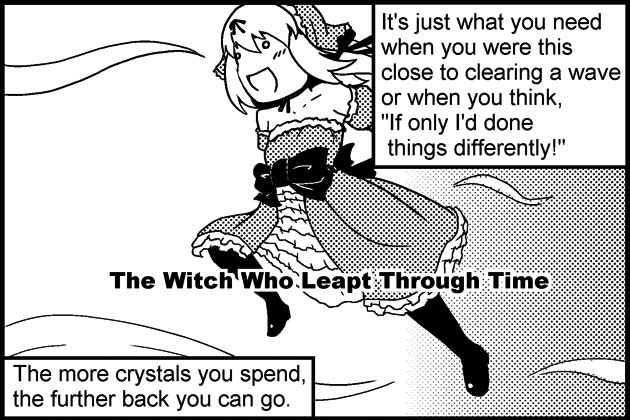 It's just what you need
when you were this
close to clearing a wave
or when you think,
"If only I'd done
things differently!"
The Witch Who Leapt Through Time
The more crystals you spend,
the further back you can go.